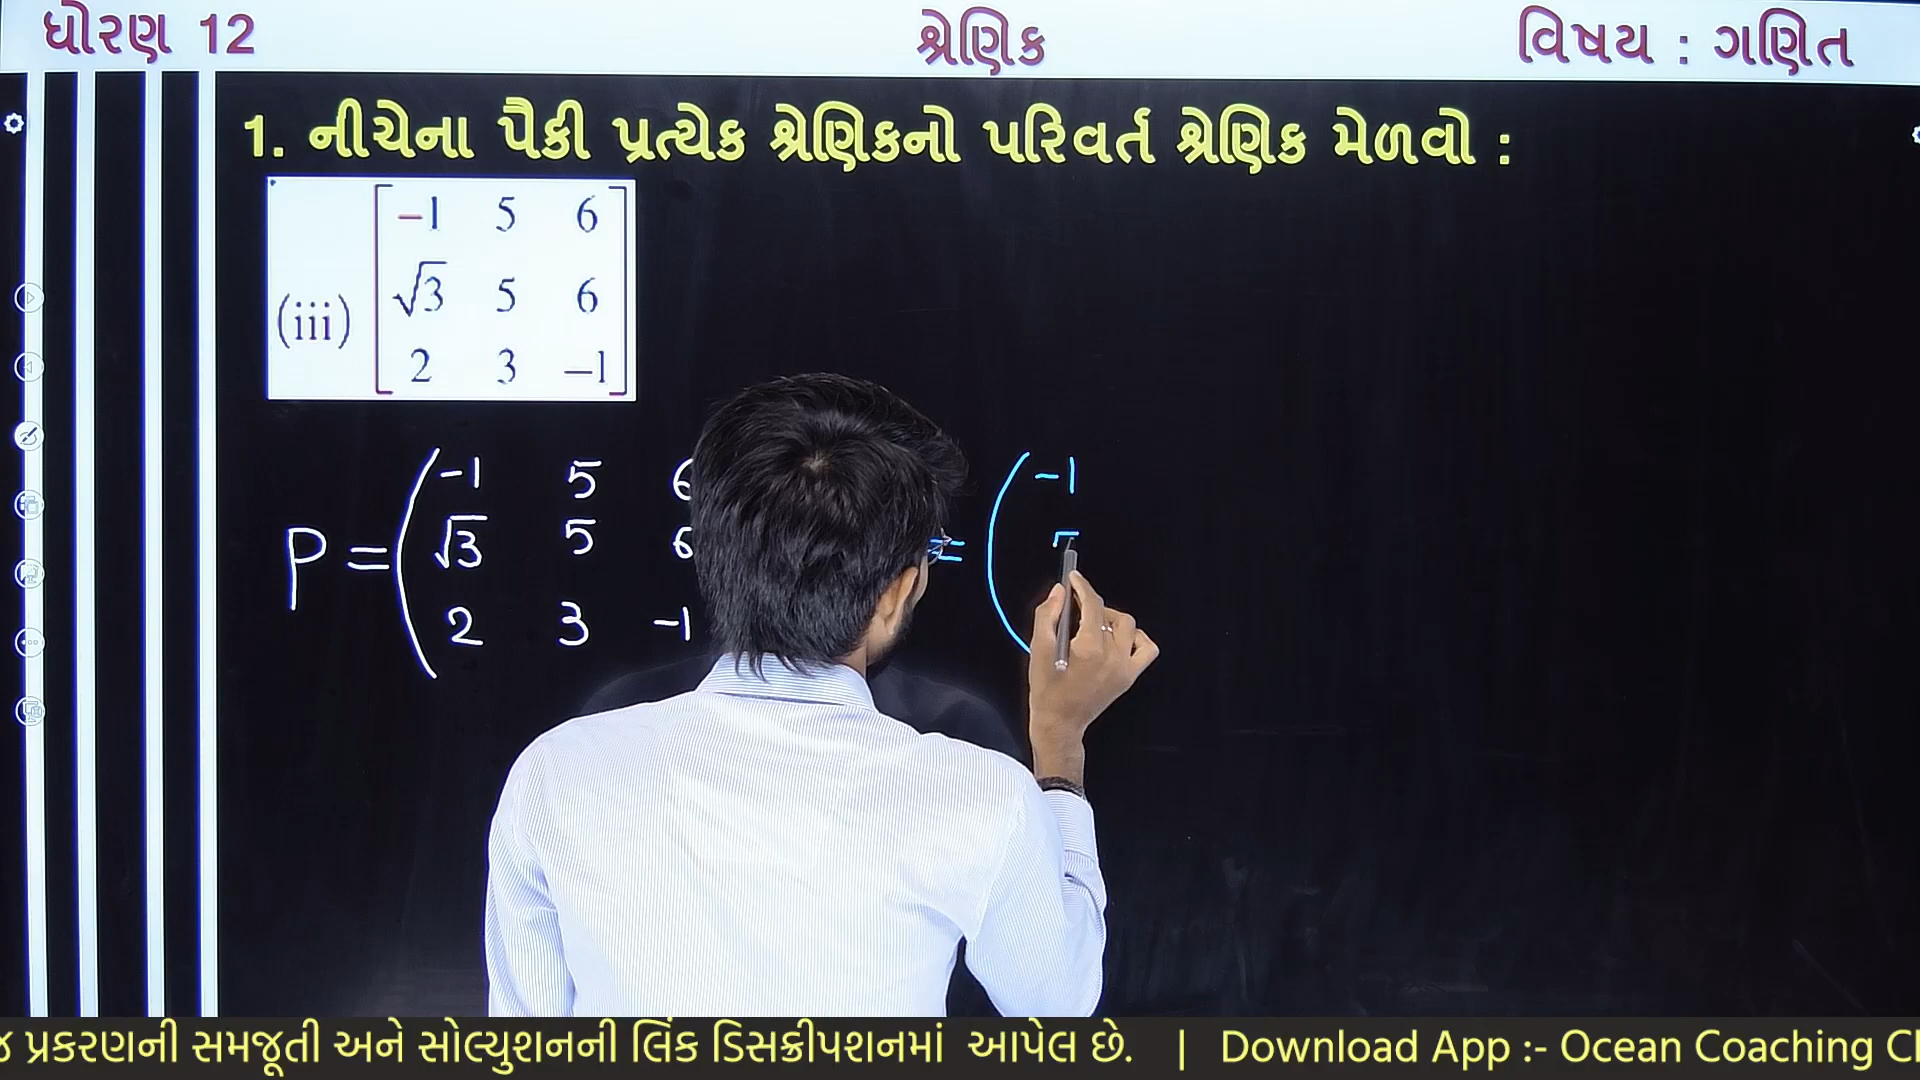 ધોરણ 12 શ્રેણિક વિષય : ગણિત
1. નીચેના પૈકી પ્રત્યેક શ્રેણિકનો પરિવર્ત શ્રેણિક મેળવો :
-1 5 6
√3 5 6
(iii)
2 3 -1
-1 5 6 -1
P = √3 5 6 =
2 3 -1
પ્રકરણની સમજૂતી અને સોલ્યુશનની લિંક ડિસક્રીપશનમાં આપેલ છે. | Download App :- Ocean Coaching